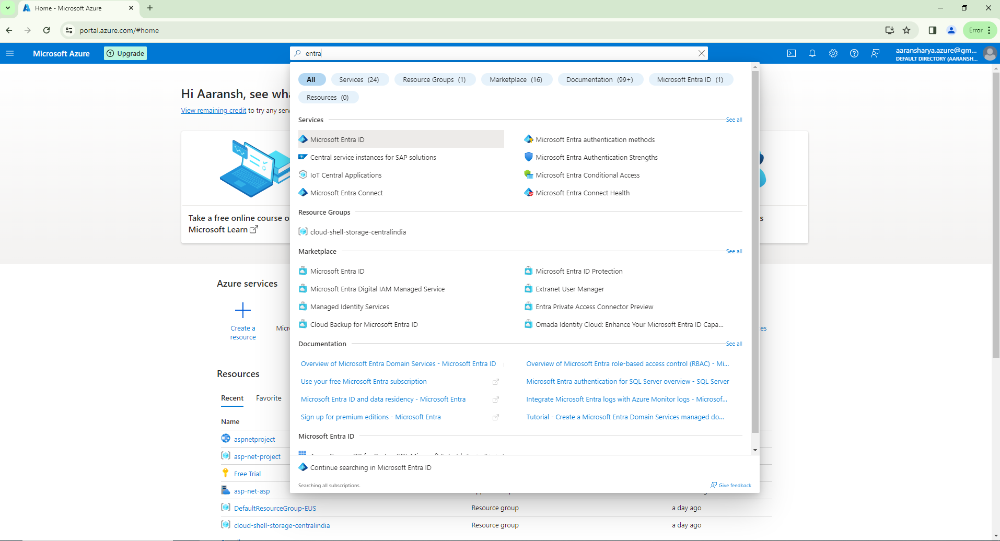 Home - Microsoft Azure
portal.azure.com/#home
Error
Microsoft Azure
Upgrade
entra
aaransharya.azure@gm...
DEFAULT DIRECTORY (AARANSH...
All
Services (24)
Resource Groups (1)
Marketplace (16)
Documentation (99+)
Microsoft Entra ID (1)
Resources (0)
Hi Aaransh, see wha
View remaining credit to try any serv
Services
See all
Microsoft Entra ID
Microsoft Entra authentication methods
Central service instances for SAP solutions
Microsoft Entra Authentication Strengths
IoT Central Applications
Microsoft Entra Conditional Access
Microsoft Entra Connect
Microsoft Entra Connect Health
Take a free online course o
Microsoft Learn
s
Resource Groups
cloud-shell-storage-centralindia
Marketplace
See all
Microsoft Entra ID
Microsoft Entra ID Protection
Microsoft Entra Digital IAM Managed Service
Extranet User Manager
Managed Identity Services
Entra Private Access Connector Preview
Cloud Backup for Microsoft Entra ID
Omada Identity Cloud: Enhance Your Microsoft Entra ID Capa...
Azure services
Create a
resource
Micr
es
Documentation
See all
Overview of Microsoft Entra Domain Services - Microsoft Entra ID
Overview of Microsoft Entra role-based access control (RBAC) - Mi...
Use your free Microsoft Entra subscription
Microsoft Entra authentication for SQL Server overview - SQL Server
Microsoft Entra ID and data residency - Microsoft Entra
Integrate Microsoft Entra logs with Azure Monitor logs - Microsof...
Sign up for premium editions - Microsoft Entra
Tutorial - Create a Microsoft Entra Domain Services managed do...
Microsoft Entra ID
Continue searching in Microsoft Entra ID
Searching all subscriptions.
Give feedback
Resources
Recent
Favorite
Name
aspnetproject
asp-net-project
Free Trial
asp-net-asp
DefaultResourceGroup-EUS
Resource group
a day ago
cloud-shell-storage-centralindia
Resource group
a day ago